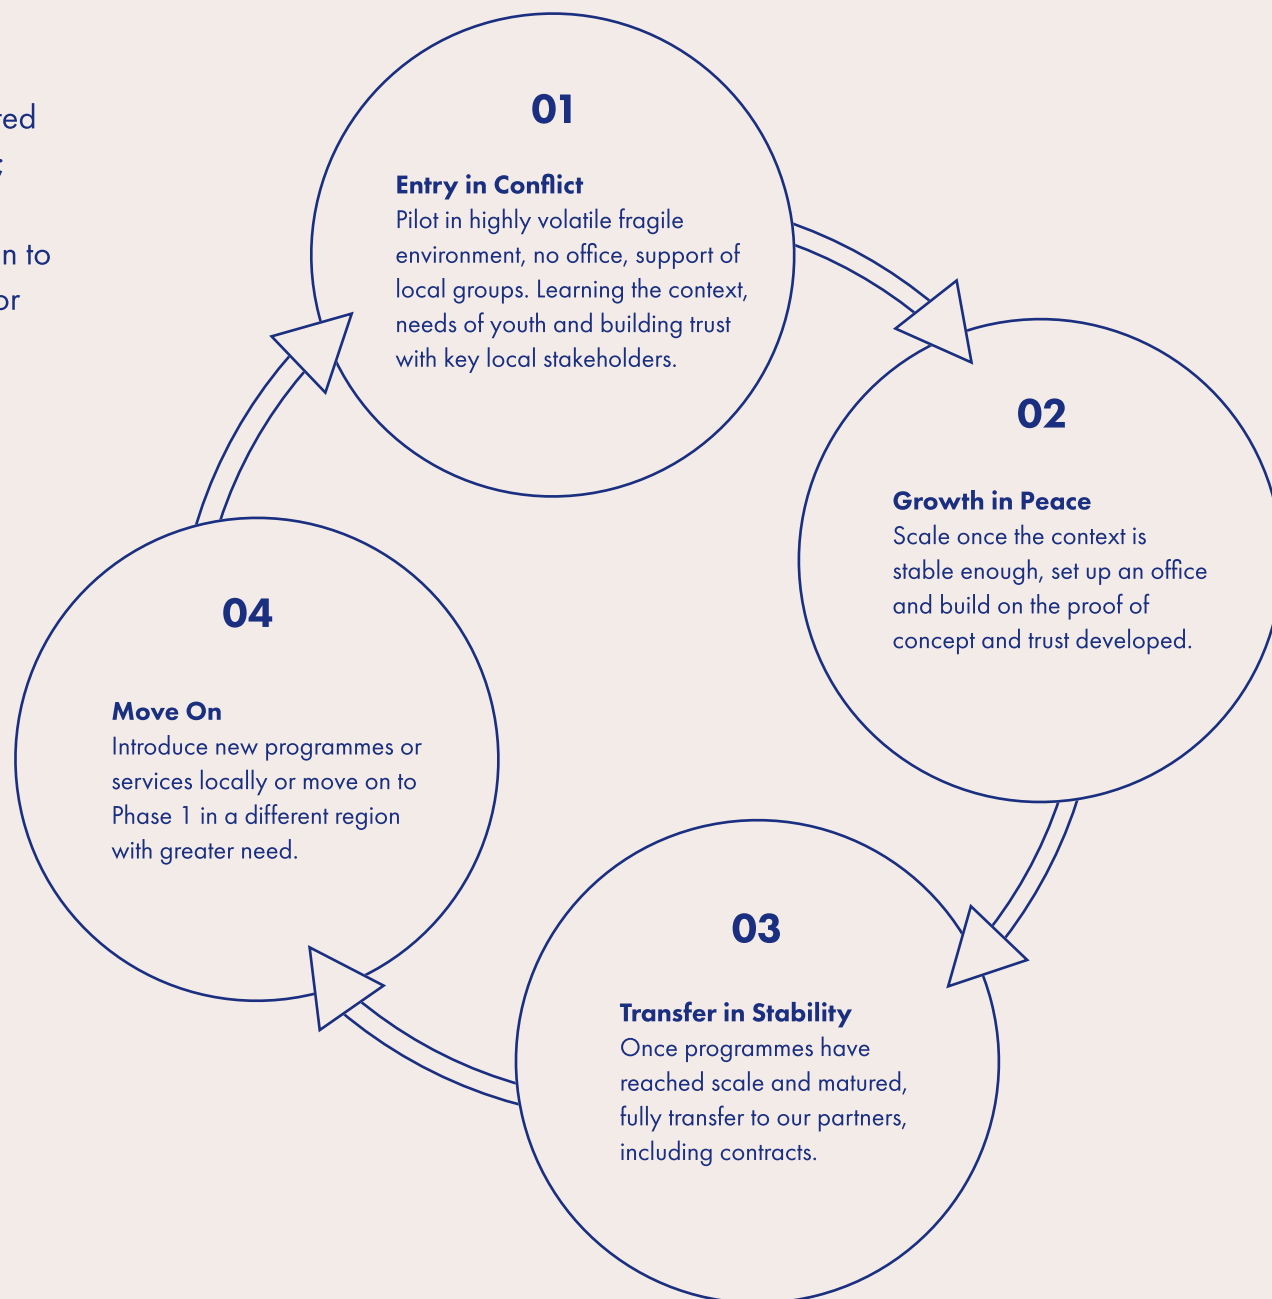 n to
or
01
Entry in Conflict
Pilot in highly volatile fragile
environment, no office, support of
local groups. Learning the context,
needs of youth and building trust
with key local stakeholders.
02
Growth in Peace
Scale once the context is
stable enough, set up an office
and build on the proof of
concept and trust developed.
03
Transfer in Stability
Once programmes have
reached scale and matured,
fully transfer to our partners,
including contracts.
04
Move On
Introduce new programmes or
services locally or move on to
Phase 1 in a different region
with greater need.